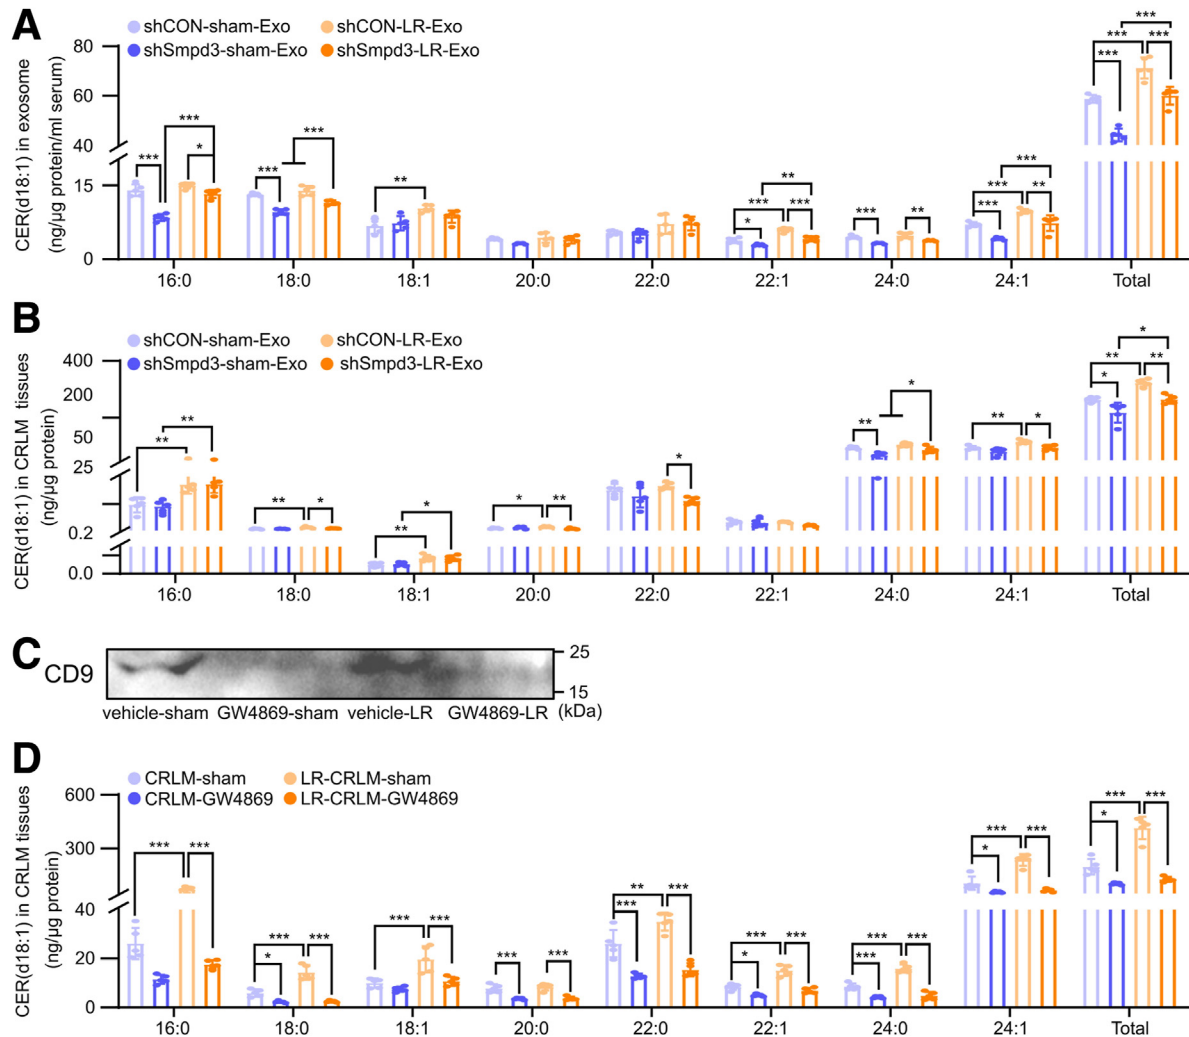 A
shCON-sham-Exo shCON-LR-Exo
shSmpd3-sham-Exo shSmpd3-LR-Exo
CER(d18:1) in exosome
(ng/μg protein/ml serum)
80
60
40
15
0
*** *** * *** *** ** * *** ** *** *** ** *** *** *** ** *** *** *** ***
16:0 18:0 18:1 20:0 22:0 22:1 24:0 24:1 Total
B
shCON-sham-Exo shCON-LR-Exo
shSmpd3-sham-Exo shSmpd3-LR-Exo
CER(d18:1) in CRLM tissues
(ng/μg protein)
400
200
50
25
0.2
0.0
** ** ** * ** * * ** * ** * ** * * ** ** *
16:0 18:0 18:1 20:0 22:0 22:1 24:0 24:1 Total
C
CD9
25
15
(kDa)
vehicle-sham GW4869-sham vehicle-LR GW4869-LR
D
CRLM-sham LR-CRLM-sham
CRLM-GW4869 LR-CRLM-GW4869
CER(d18:1) in CRLM tissues
(ng/μg protein)
600
300
40
20
0
*** *** * *** *** *** *** *** *** *** ** *** * *** *** *** *** *** * *** *** * *** ***
16:0 18:0 18:1 20:0 22:0 22:1 24:0 24:1 Total